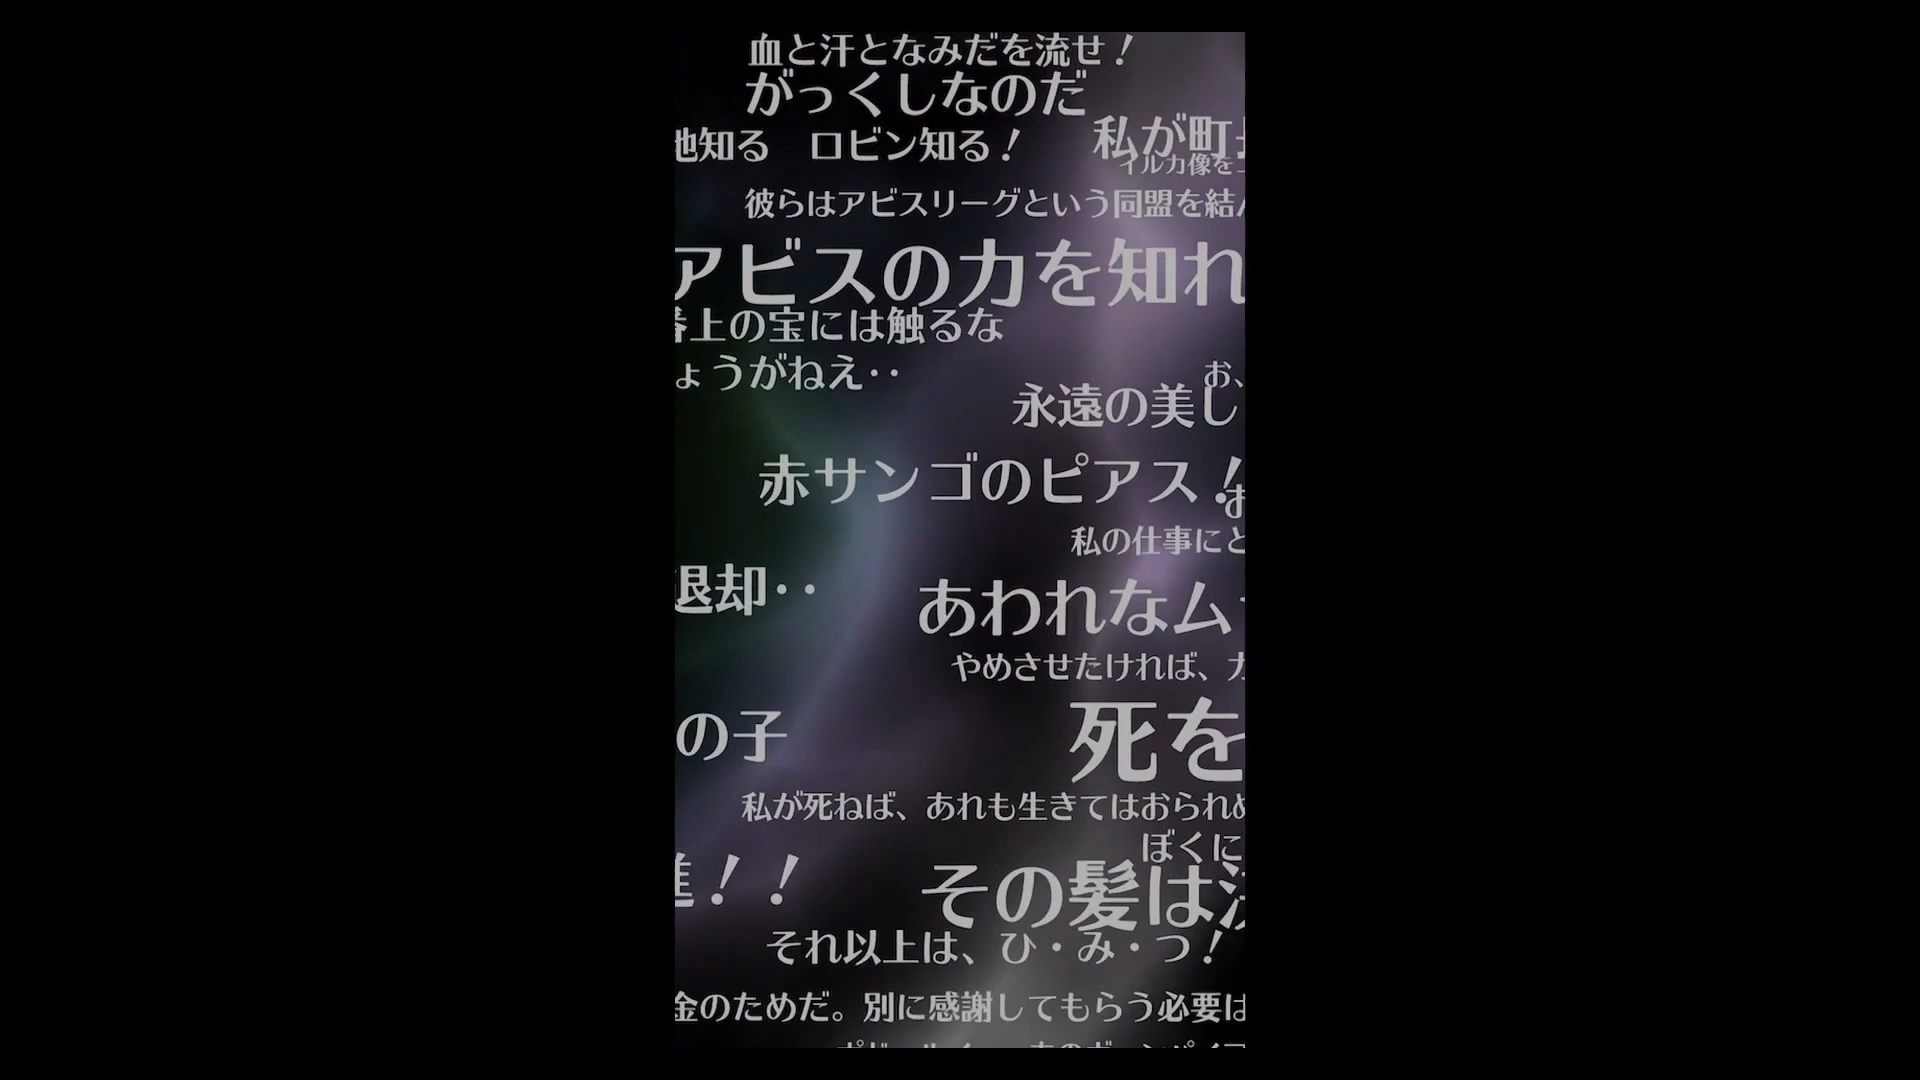 血と汗となみだを流せ！
がっくしなのだ
地知る　ロビン知る！
私が町
イルカ像を
彼らはアビスリーグという同盟を結ん
アビスの力を知れ
番上の宝には触るな
ょうがねえ‥
お、
永遠の美し
赤サンゴのピアス！
お
私の仕事にと
退却‥
あわれなム
やめさせたければ、力
の子
死を
私が死ねば、あれも生きてはおられぬ
ぼくに
進！！
その髪は決
それ以上は、ひ・み・つ！
金のためだ。別に感謝してもらう必要は